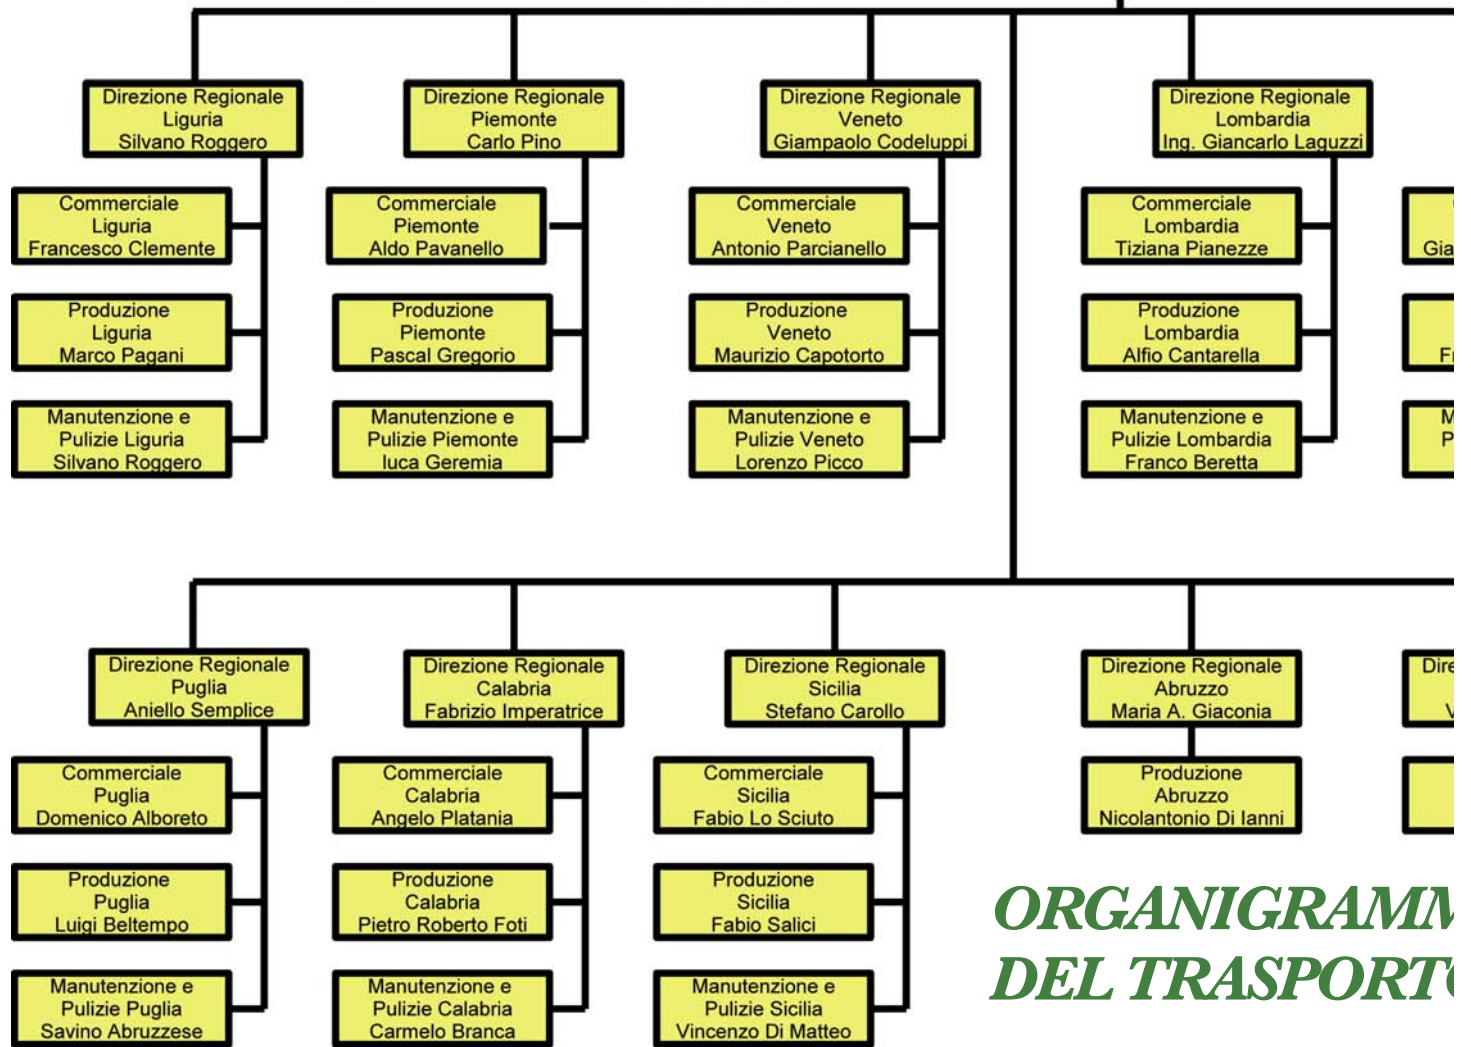 Direzione Regionale
Liguria
Silvano Roggero
Commerciale
Liguria
Francesco Clemente
Produzione
Liguria
Marco Pagani
Manutenzione e
Pulizie Liguria
Silvano Roggero
Direzione Regionale
Piemonte
Carlo Pino
Commerciale
Piemonte
Aldo Pavanello
Produzione
Piemonte
Pascal Gregorio
Manutenzione e
Pulizie Piemonte
luca Geremia
Direzione Regionale
Veneto
Giampaolo Codeluppi
Commerciale
Veneto
Antonio Parcianello
Produzione
Veneto
Maurizio Capotorto
Manutenzione e
Pulizie Veneto
Lorenzo Picco
Direzione Regionale
Lombardia
Ing. Giancarlo Laguzzi
Commerciale
Lombardia
Tiziana Pianezze
Produzione
Lombardia
Alfio Cantarella
Manutenzione e
Pulizie Lombardia
Franco Beretta
Direzione Regionale
Puglia
Aniello Semplice
Commerciale
Puglia
Domenico Alboreto
Produzione
Puglia
Luigi Beltempo
Manutenzione e
Pulizie Puglia
Savino Abruzzese
Direzione Regionale
Calabria
Fabrizio Imperatrice
Commerciale
Calabria
Angelo Platania
Produzione
Calabria
Pietro Roberto Foti
Manutenzione e
Pulizie Calabria
Carmelo Branca
Direzione Regionale
Sicilia
Stefano Carollo
Commerciale
Sicilia
Fabio Lo Sciuto
Produzione
Sicilia
Fabio Salici
Manutenzione e
Pulizie Sicilia
Vincenzo Di Matteo
Direzione Regionale
Abruzzo
Maria A. Giaconia
Produzione
Abruzzo
Nicolantonio Di Ianni
ORGANIGRAMM
DEL TRASPORTO